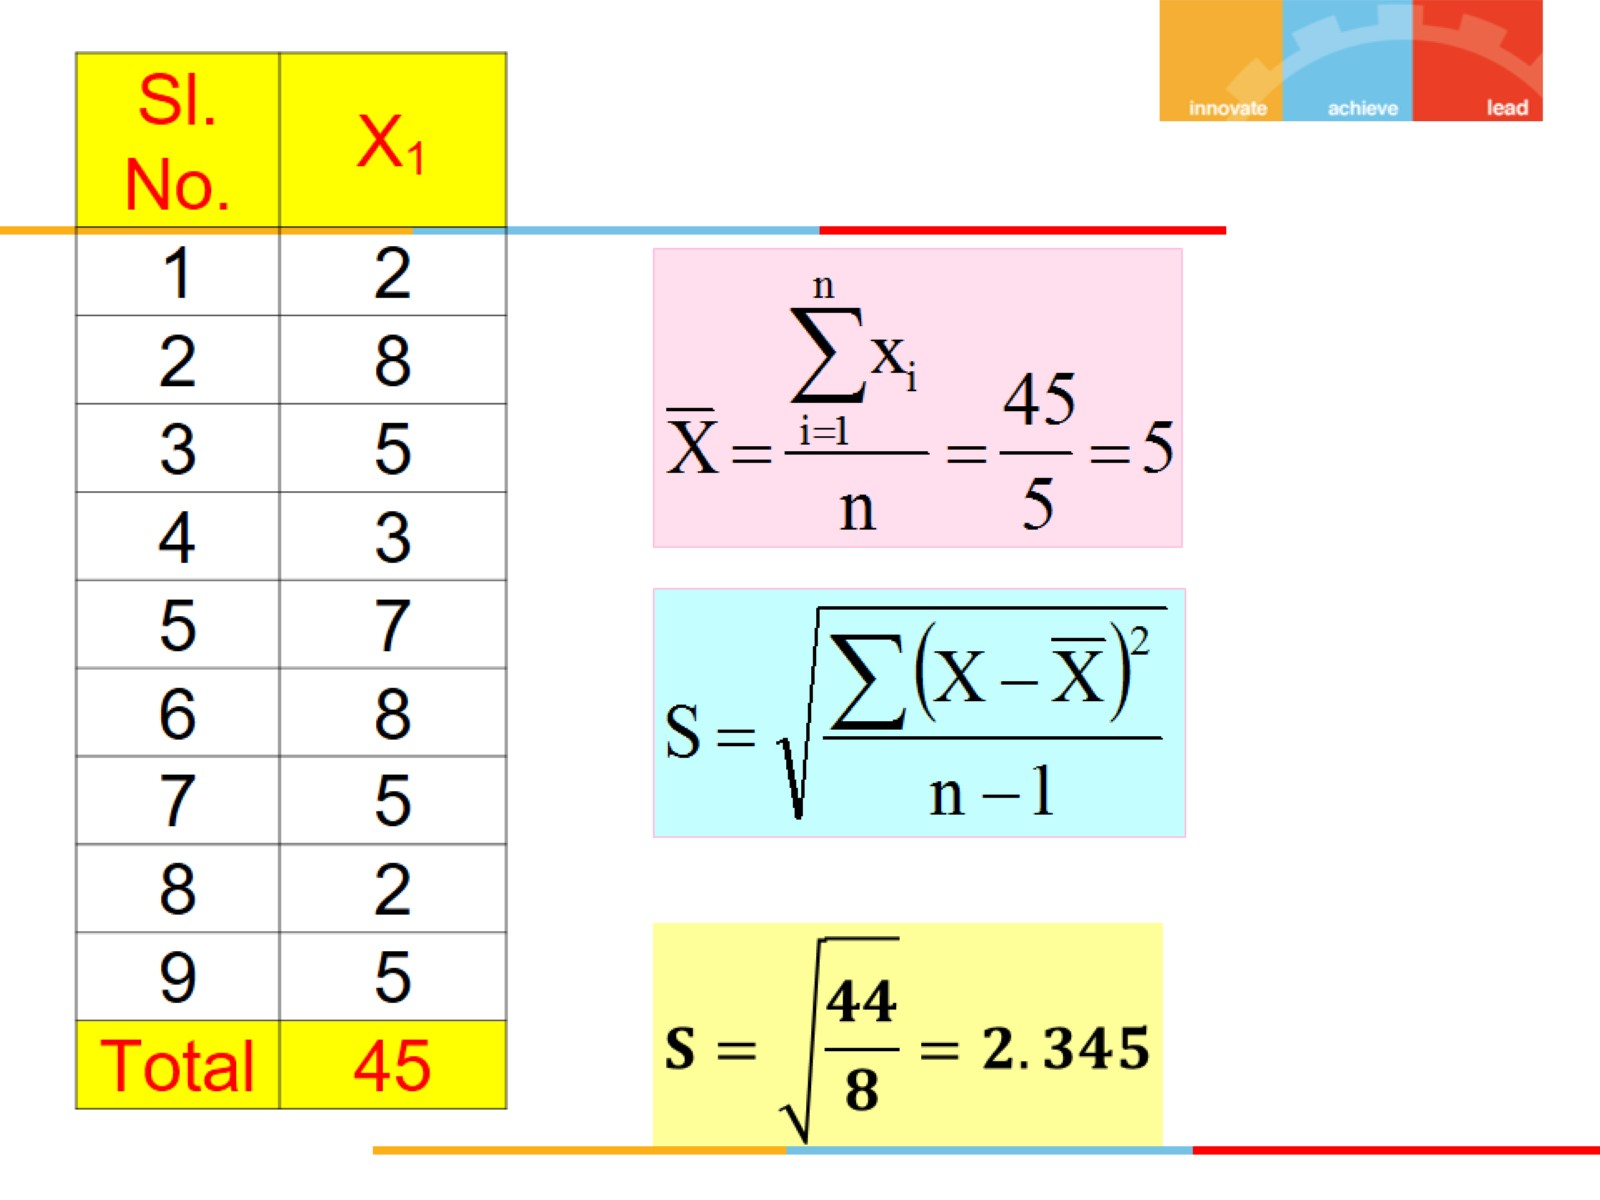 innovate achieve lead
Sl. No. X₁
1 2
2 8
3 5
4 3
5 7
6 8
7 5
8 2
9 5
Total 45
X̅ = ∑ⁿᵢ₌₁ xᵢ / n = 45 / 5 = 5
S = √(∑(X − X̅)² / (n − 1))
S = √(44 / 8) = 2.345